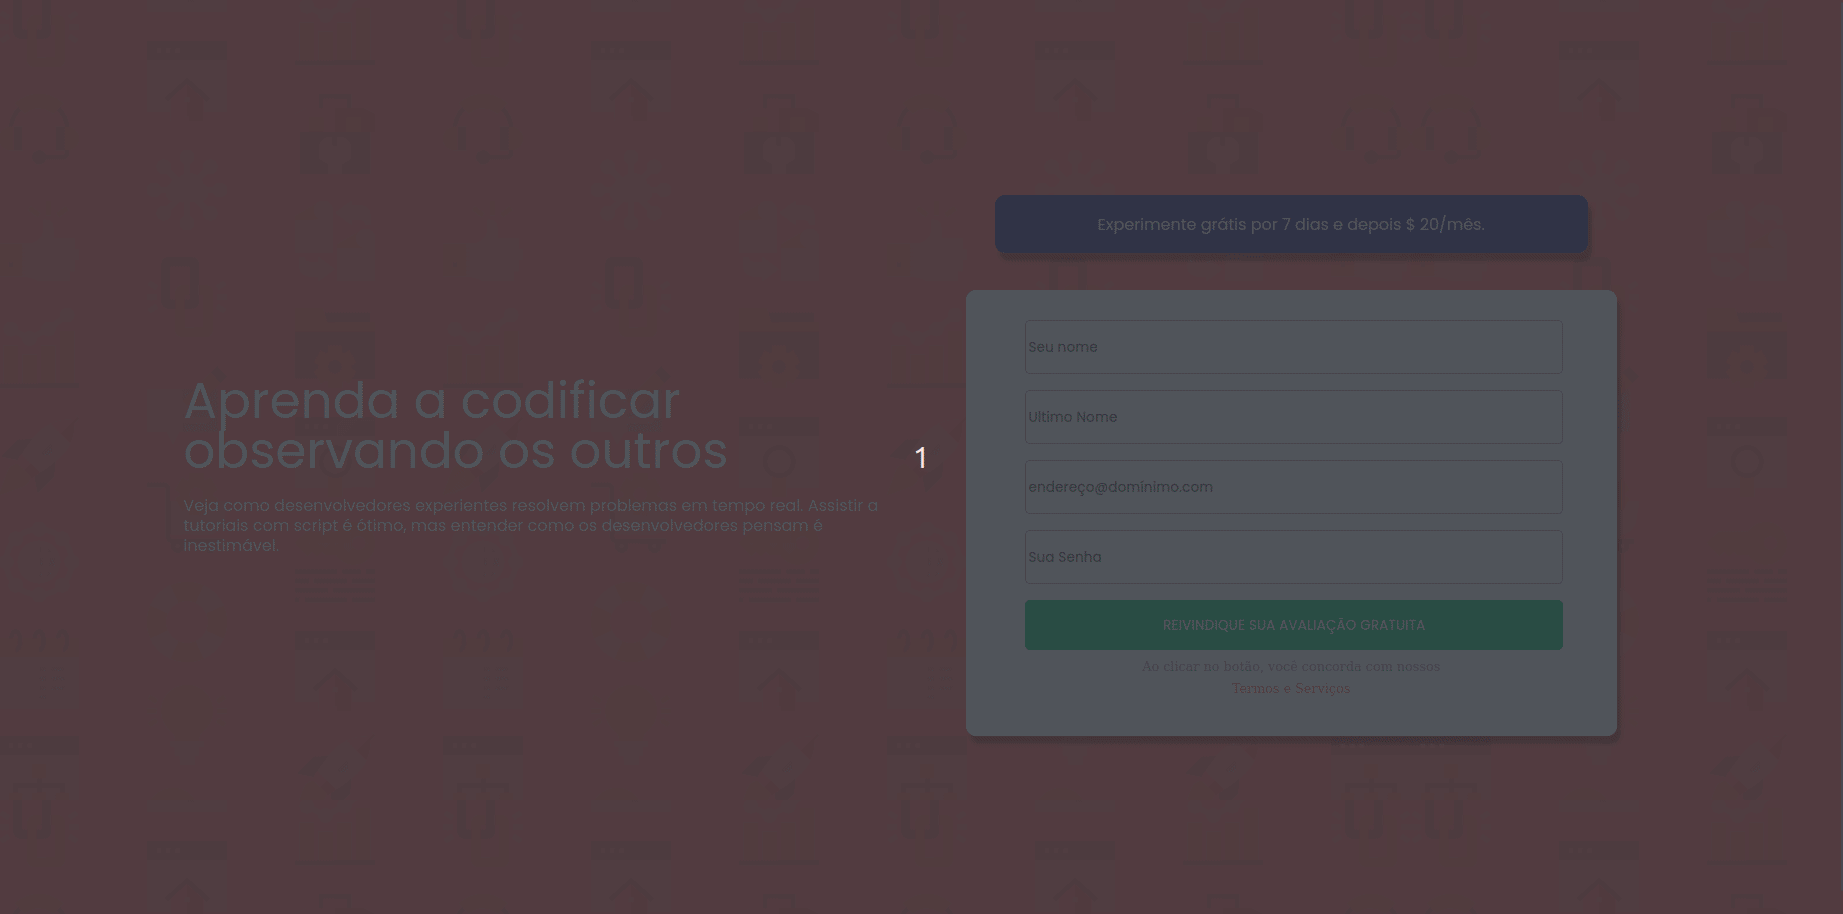 Aprenda a codificar
observando os outros
Veja como desenvolvedores experientes resolvem problemas em tempo real. Assistir a
tutoriais com script é ótimo, mas entender como os desenvolvedores pensam é
inestimável.
1
Experimente grátis por 7 dias e depois $ 20/mês.
Seu nome
Ultimo Nome
endereço@domínimo.com
Sua Senha
REIVINDIQUE SUA AVALIAÇÃO GRATUITA
Ao clicar no botão, você concorda com nossos
Termos e Serviços